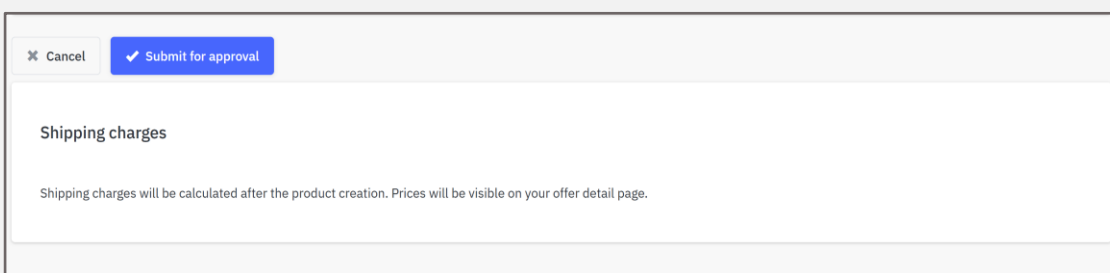 Cancel
Submit for approval
Shipping charges
Shipping charges will be calculated after the product creation. Prices will be visible on your offer detail page.